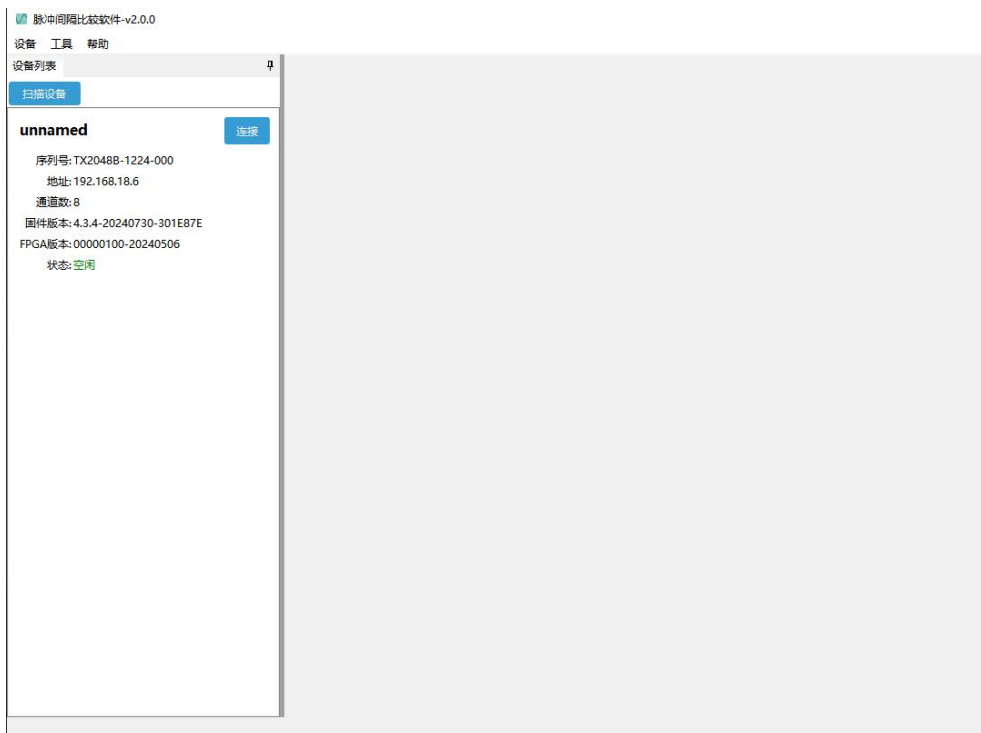 脉冲间隔比较软件-v2.0.0
设备 工具 帮助
设备列表
扫描设备
unnamed 连接
序列号: TX2048B-1224-000
地址: 192.168.18.6
通道数: 8
固件版本: 4.3.4-20240730-301E87E
FPGA版本: 00000100-20240506
状态: 空闲